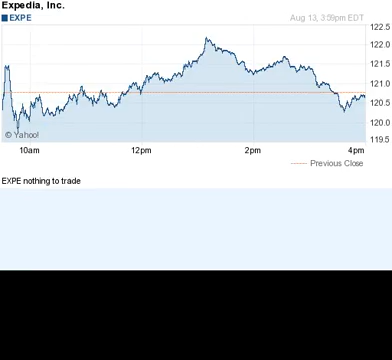 Expedia, Inc.
EXPE
Aug 13, 3:59pm EDT
122.5
122.0
121.5
121.0
120.5
120.0
119.5
© Yahoo!
10am 12pm 2pm 4pm
Previous Close
EXPE nothing to trade